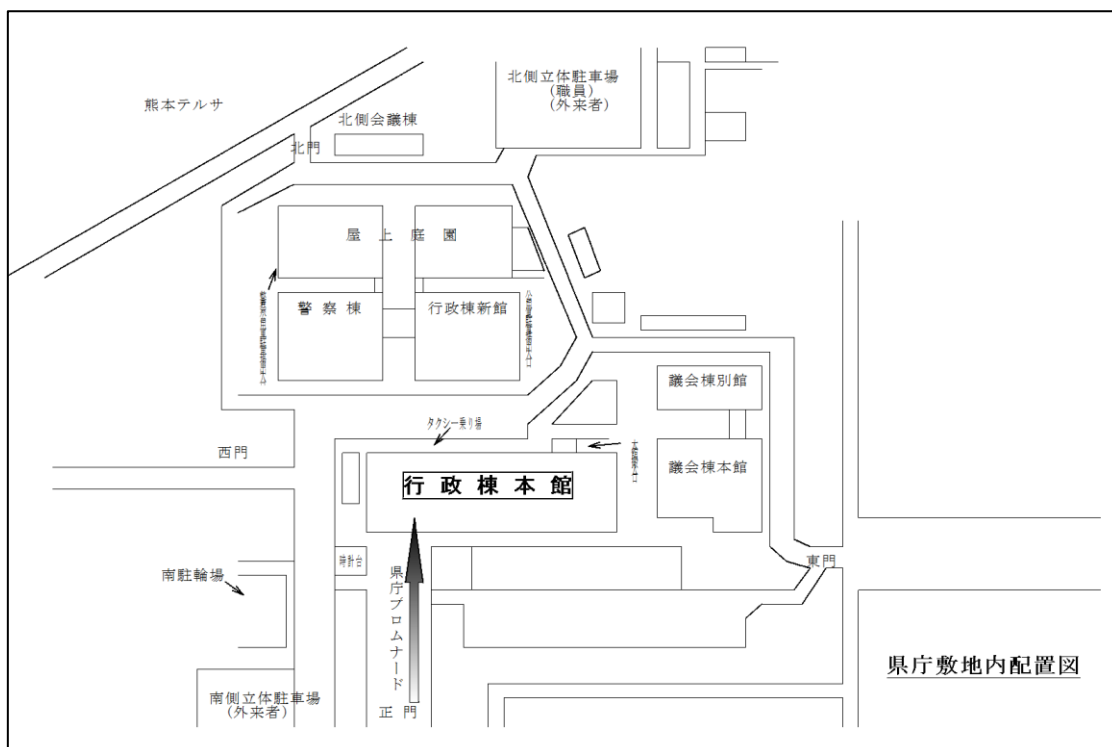 北側立体駐車場
(職員)
(外来者)
熊本テルサ
北側会議棟
北門
屋上庭園
警察棟
行政棟新館
議会棟別館
タクシー乗り場
西門
議会棟本館
行政棟本館
時計台
東門
南駐輪場
県庁プロムナード
県庁敷地内配置図
南側立体駐車場
(外来者)
正門